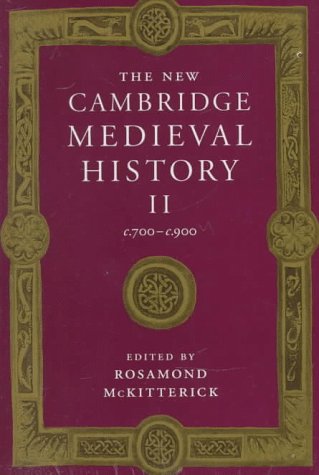 THE NEW
CAMBRIDGE
MEDIEVAL
HISTORY
II
c.700–c.900
EDITED BY
ROSAMOND
McKITTERICK